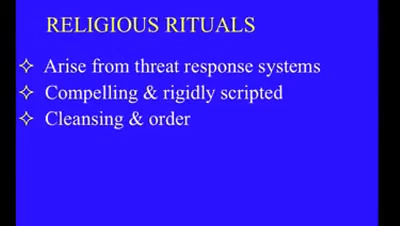 RELIGIOUS RITUALS
✧ Arise from threat response systems
✧ Compelling & rigidly scripted
✧ Cleansing & order